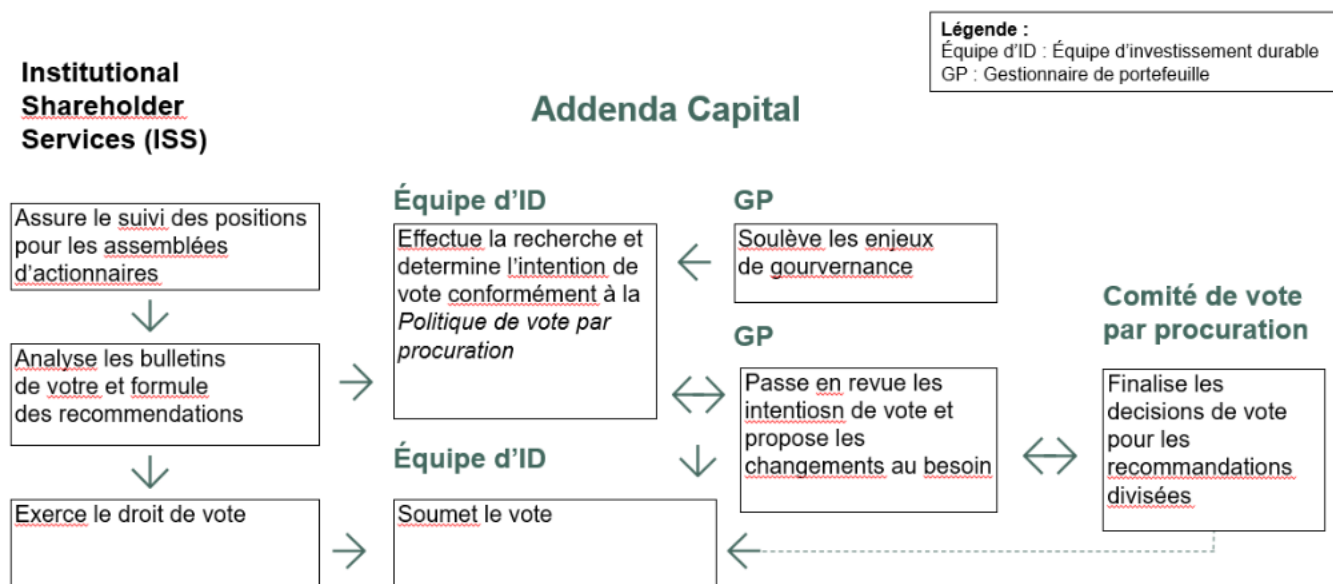 Légende :
Équipe d'ID : Équipe d'investissement durable
GP : Gestionnaire de portefeuille
Institutional
Shareholder
Services (ISS)
Addenda Capital
Assure le suivi des positions
pour les assemblées
d'actionnaires
Analyse les bulletins
de votre et formule
des recommendations
Exerce le droit de vote
Équipe d'ID
Effectue la recherche et
determine l'intention de
vote conformément à la
Politique de vote par
procuration
GP
Soulève les enjeux
de gourvernance
GP
Passe en revue les
intentiosn de vote et
propose les
changements au besoin
Comité de vote
par procuration
Finalise les
decisions de vote
pour les
recommandations
divisées
Équipe d'ID
Soumet le vote